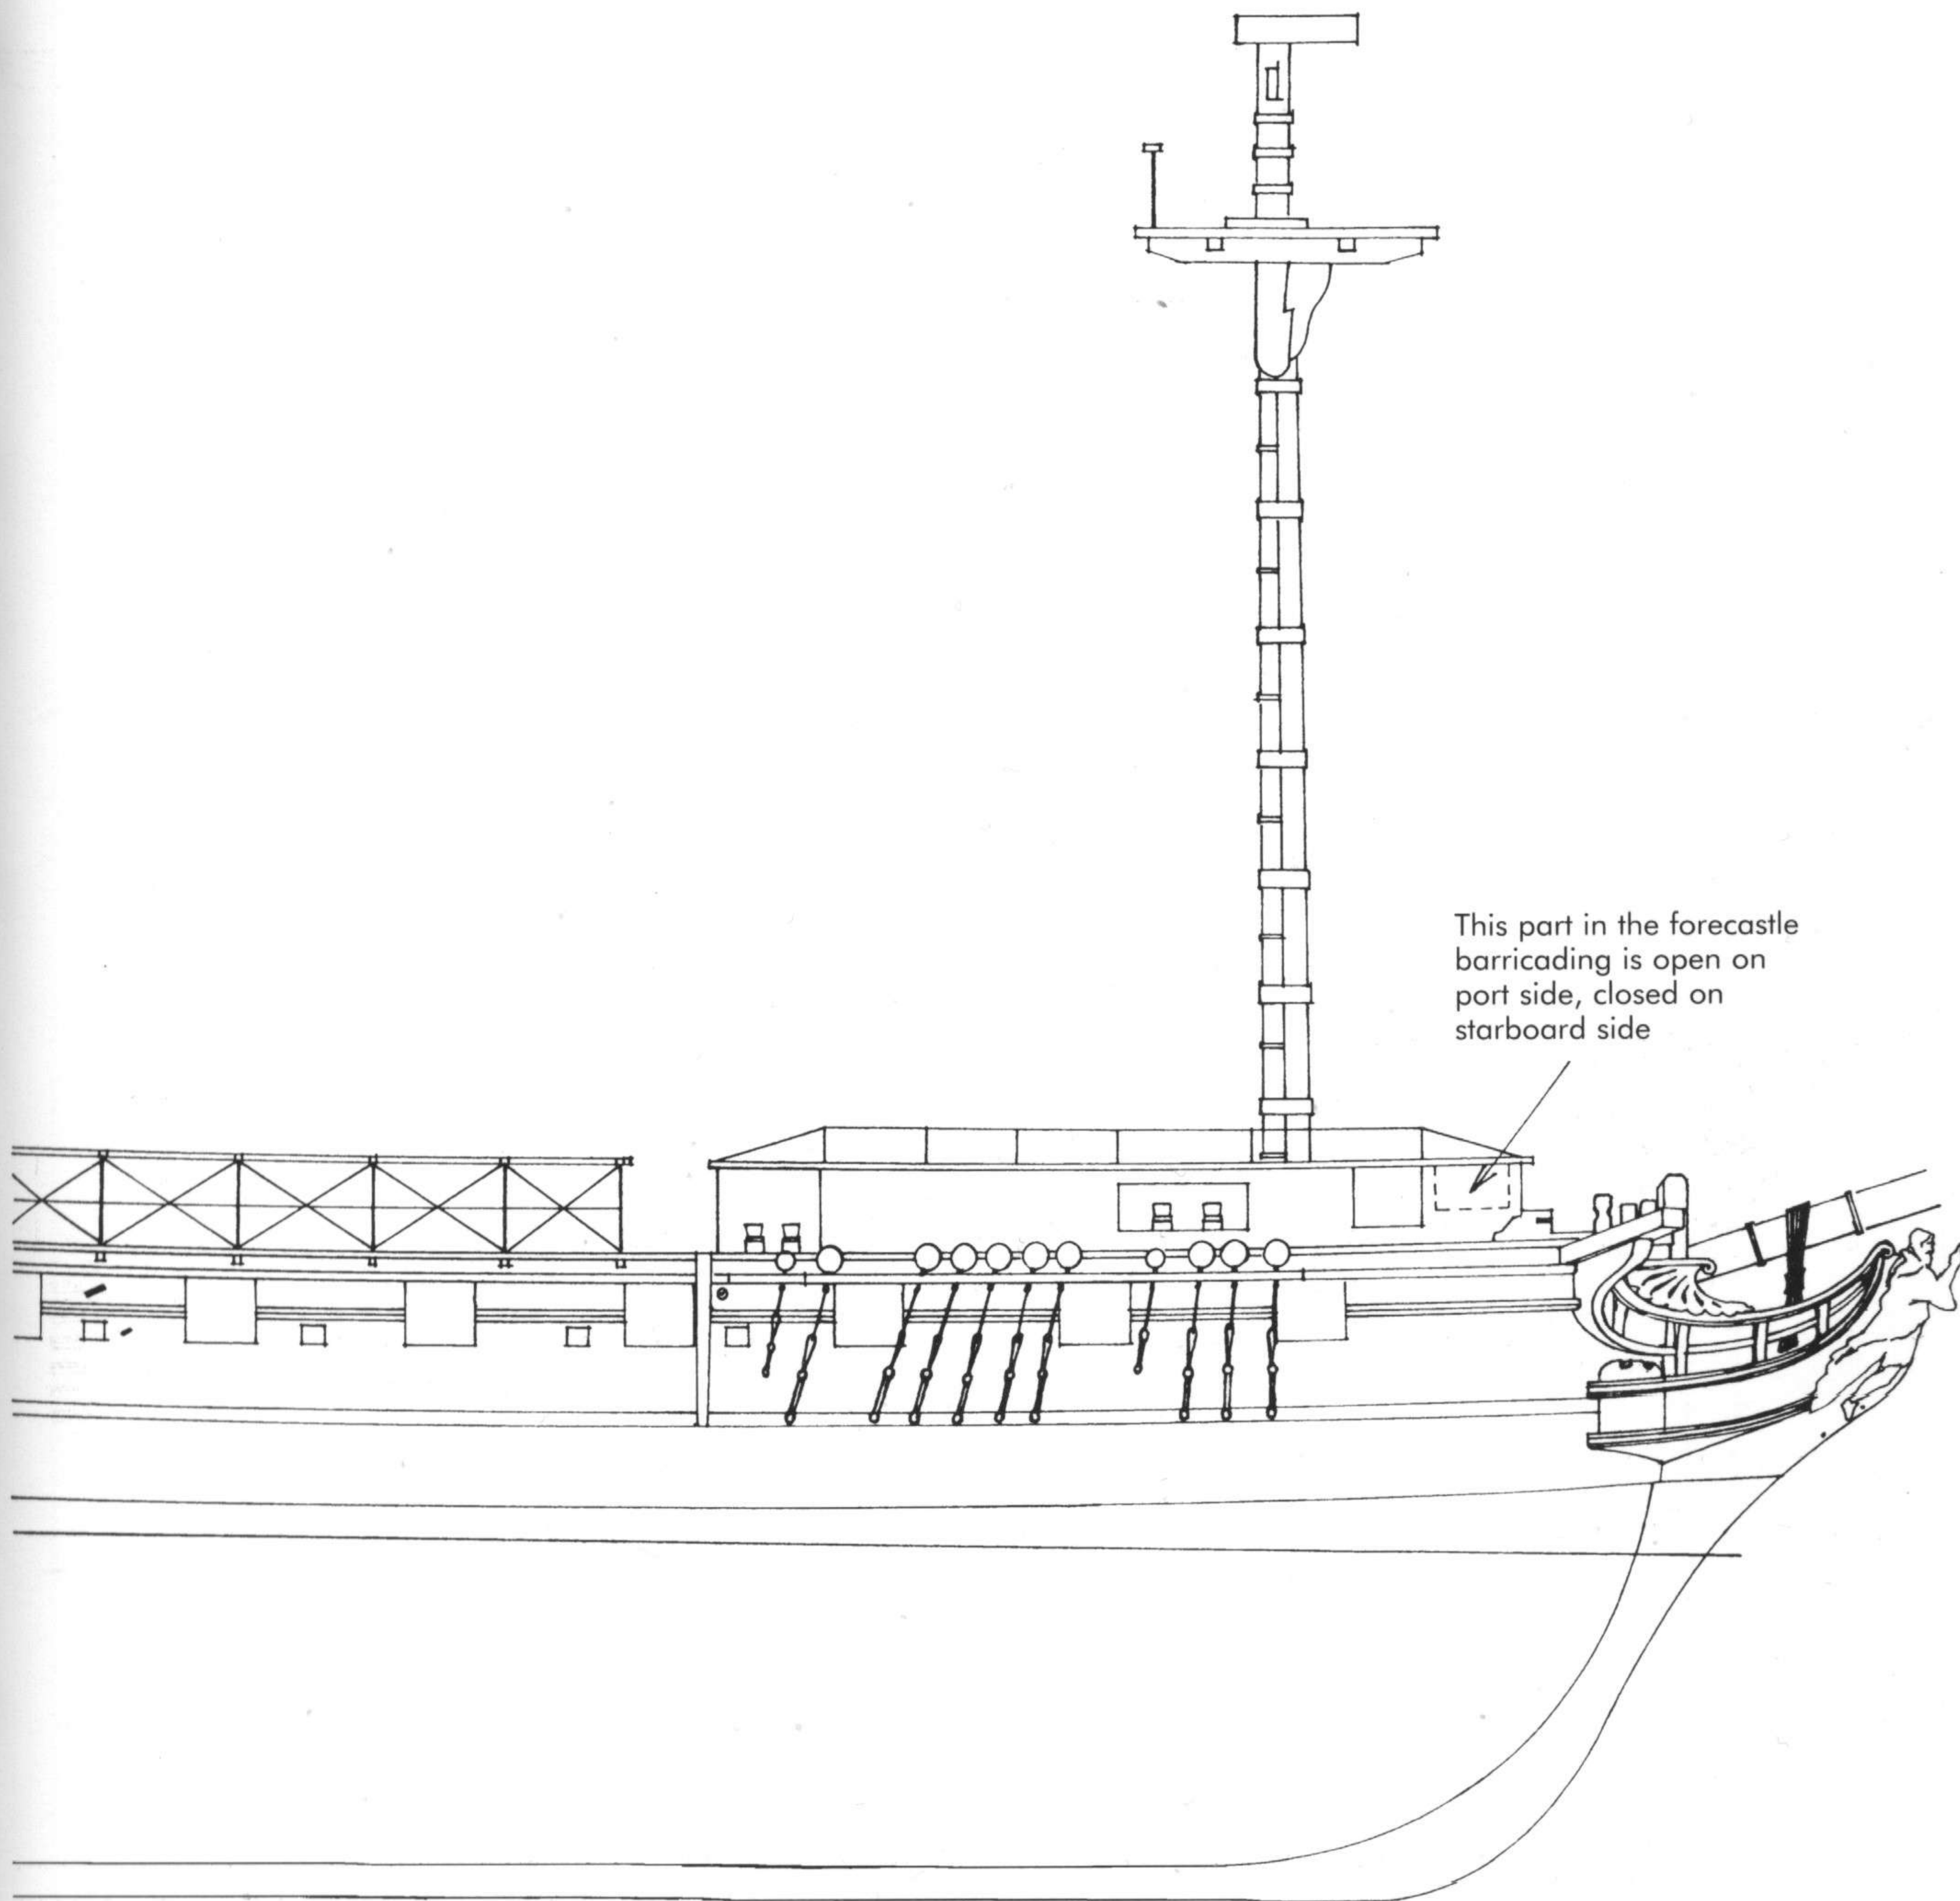 This part in the forecastle
barricading is open on
port side, closed on
starboard side